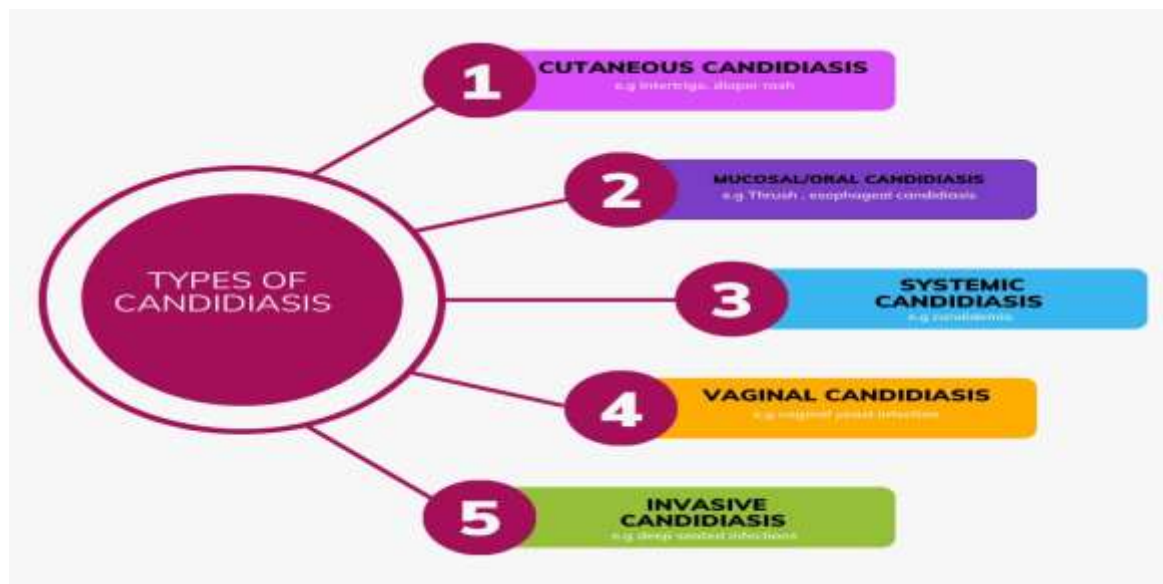 1
CUTANEOUS CANDIDIASIS
e.g Intertrigo, diaper rash
2
MUCOSAL/ORAL CANDIDIASIS
e.g Thrush , esophageal candidiasis
TYPES OF
CANDIDIASIS
3
SYSTEMIC
CANDIDIASIS
e.g candidemia
4
VAGINAL CANDIDIASIS
e.g vaginal yeast infection
5
INVASIVE
CANDIDIASIS
e.g deep-seated infections